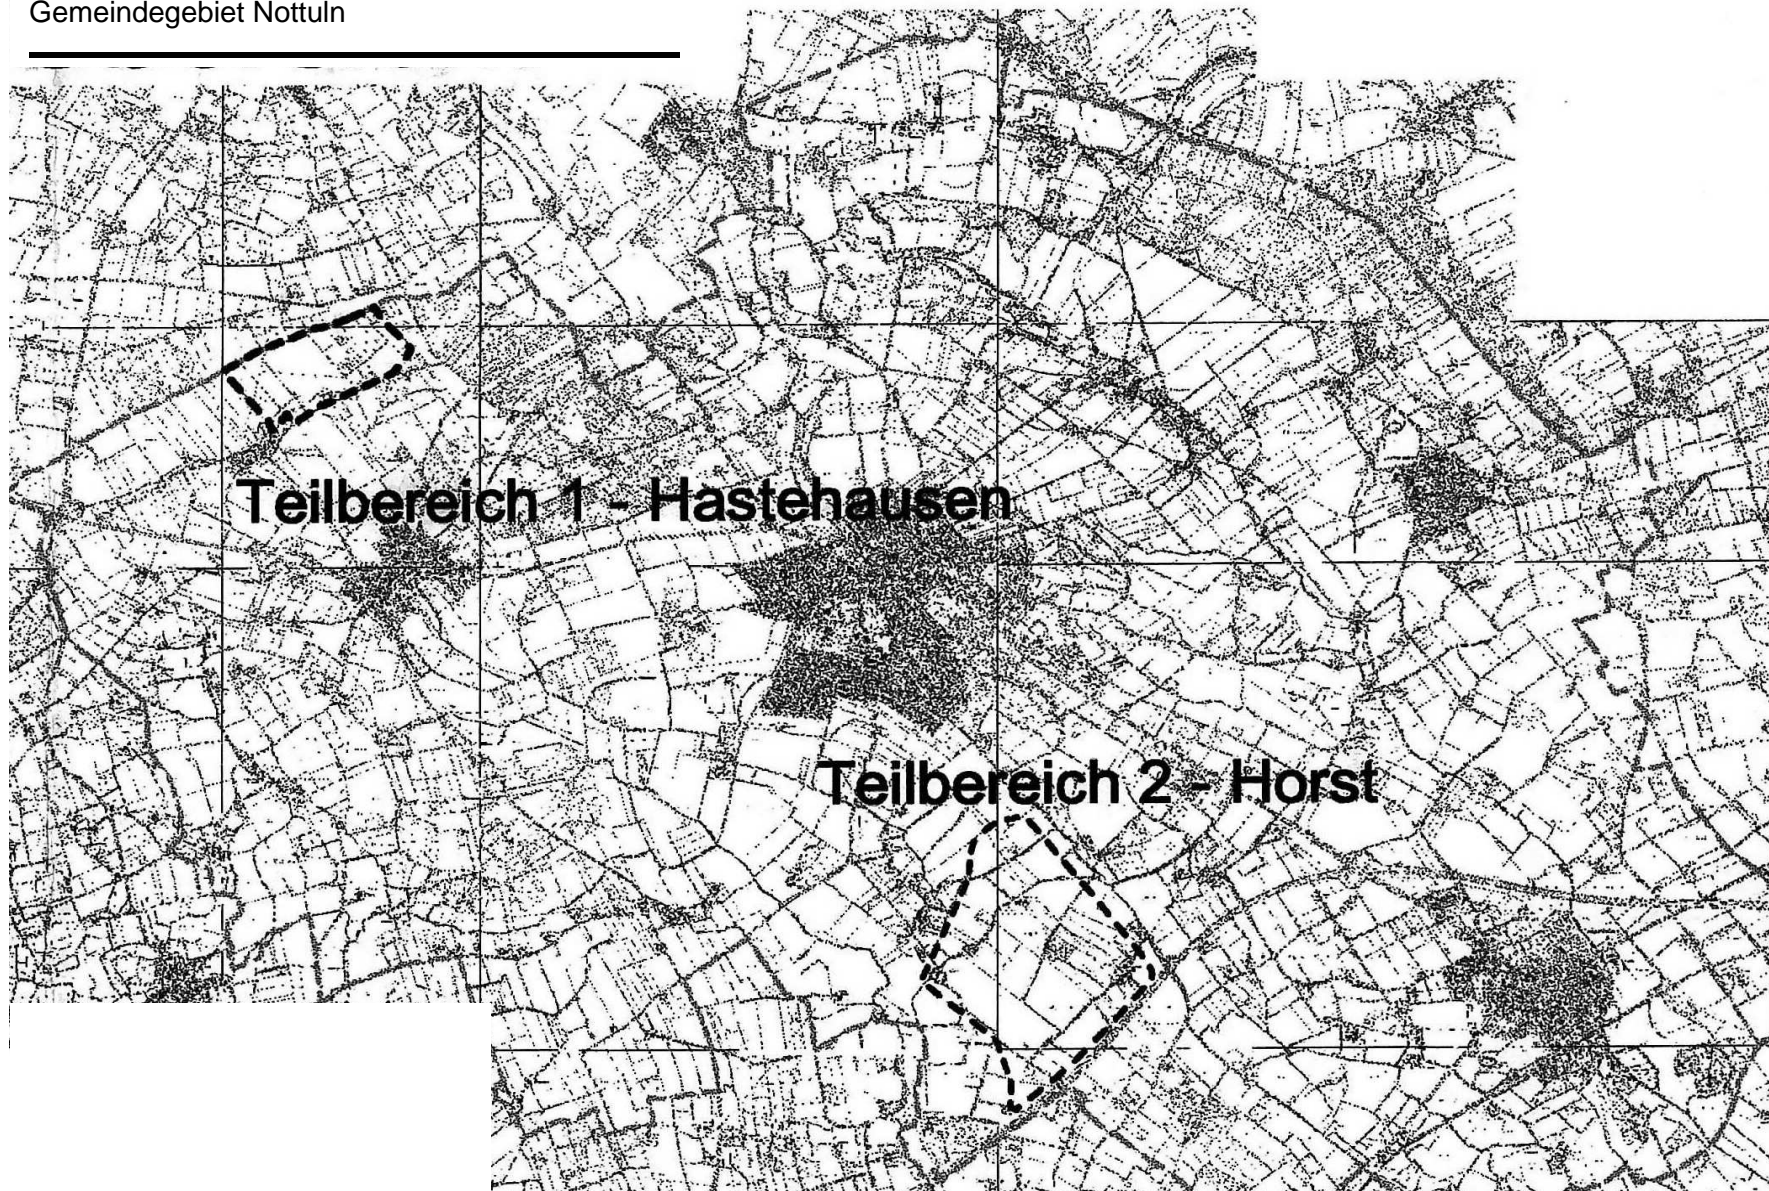 Gemeindegebiet Nottuln
Teilbereich 1 - Hastehausen
Teilbereich 2 - Horst